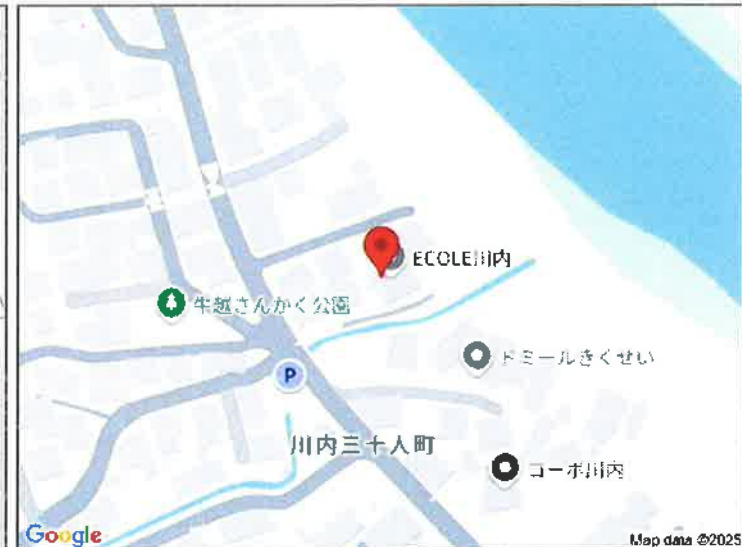 ECOLE川内
牛越さんかく公園
ドミールきくせい
P
川内三十人町
コーポ川内
Google
Map data ©2025